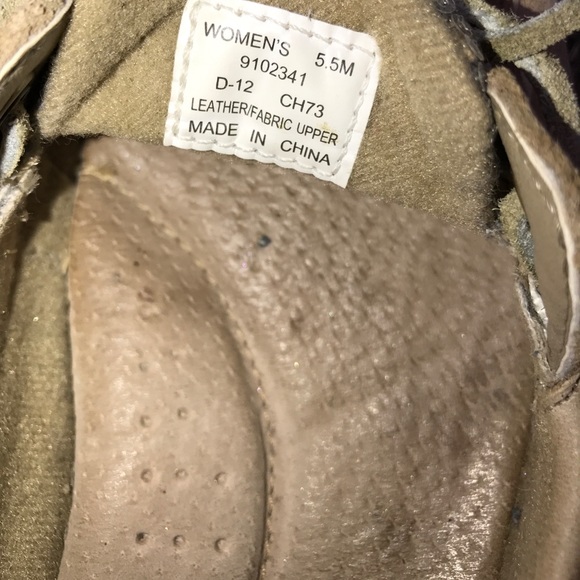 WOMEN'S 5.5M
9102341
D-12 CH73
LEATHER/FABRIC UPPER
MADE IN CHINA